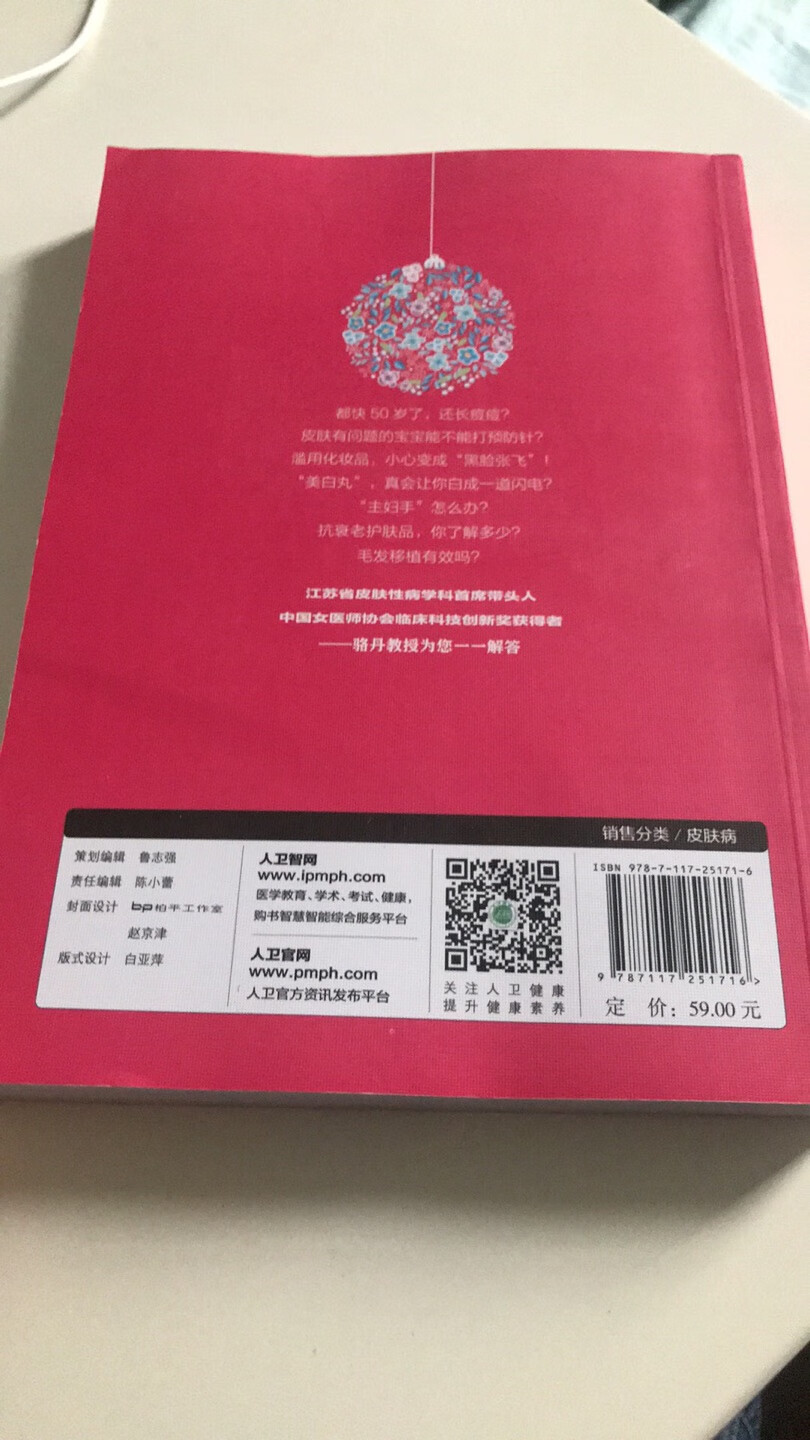 都快50岁了，还长痘痘？
皮肤有问题的宝宝能不能打预防针？
滥用化妆品，小心变成“黑脸张飞”！
“美白丸”，真会让你白成一道闪电？
“主妇手”怎么办？
抗衰老护肤品，你了解多少？
毛发移植有效吗？
江苏省皮肤性病学科首席带头人
中国女医师协会临床科技创新奖获得者
——骆丹教授为您一一解答
销售分类 / 皮肤病
策划编辑 鲁志强
责任编辑 陈小蕾
封面设计 bp柏平工作室
赵京津
版式设计 白亚萍
人卫智网
www.ipmph.com
医学教育、学术、考试、健康，
购书智慧智能综合服务平台
人卫官网
www.pmph.com
人卫官方资讯发布平台
关注人卫健康
提升健康素养
ISBN 978-7-117-25171-6
9 787117 251716 >
定 价：59.00 元